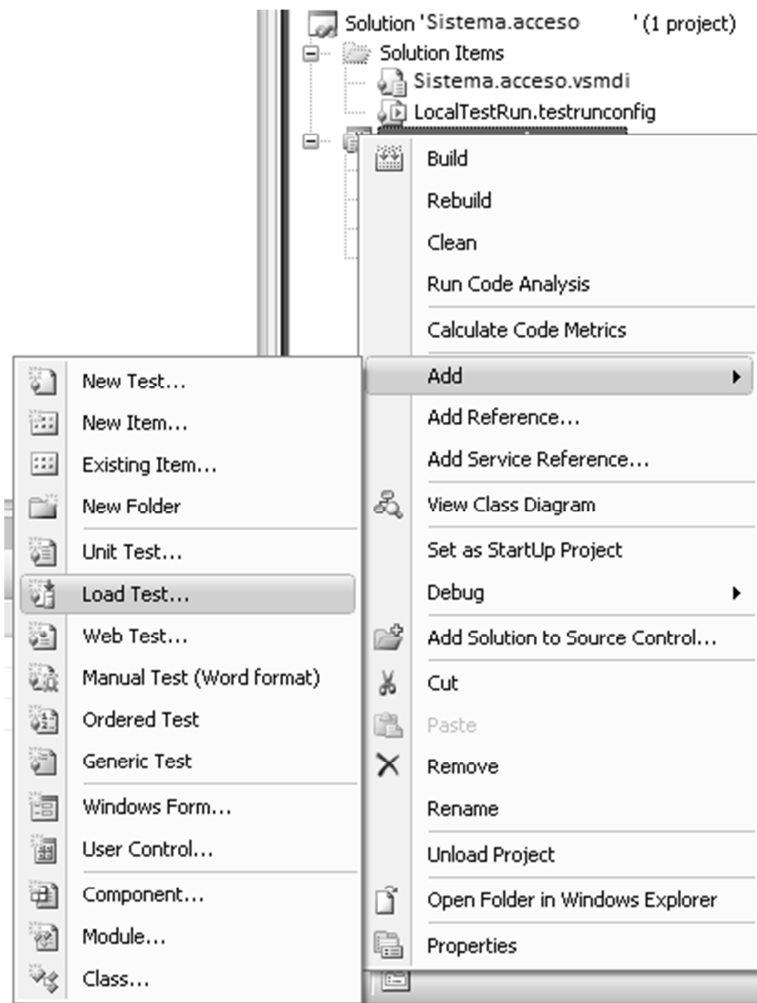 Solution 'Sistema.acceso ' (1 project)
Solution Items
Sistema.acceso.vsmdi
LocalTestRun.testrunconfig
Build
Rebuild
Clean
Run Code Analysis
Calculate Code Metrics
Add
Add Reference...
Add Service Reference...
View Class Diagram
Set as StartUp Project
Debug
Add Solution to Source Control...
Cut
Paste
Remove
Rename
Unload Project
Open Folder in Windows Explorer
Properties
New Test...
New Item...
Existing Item...
New Folder
Unit Test...
Load Test...
Web Test...
Manual Test (Word format)
Ordered Test
Generic Test
Windows Form...
User Control...
Component...
Module...
Class...